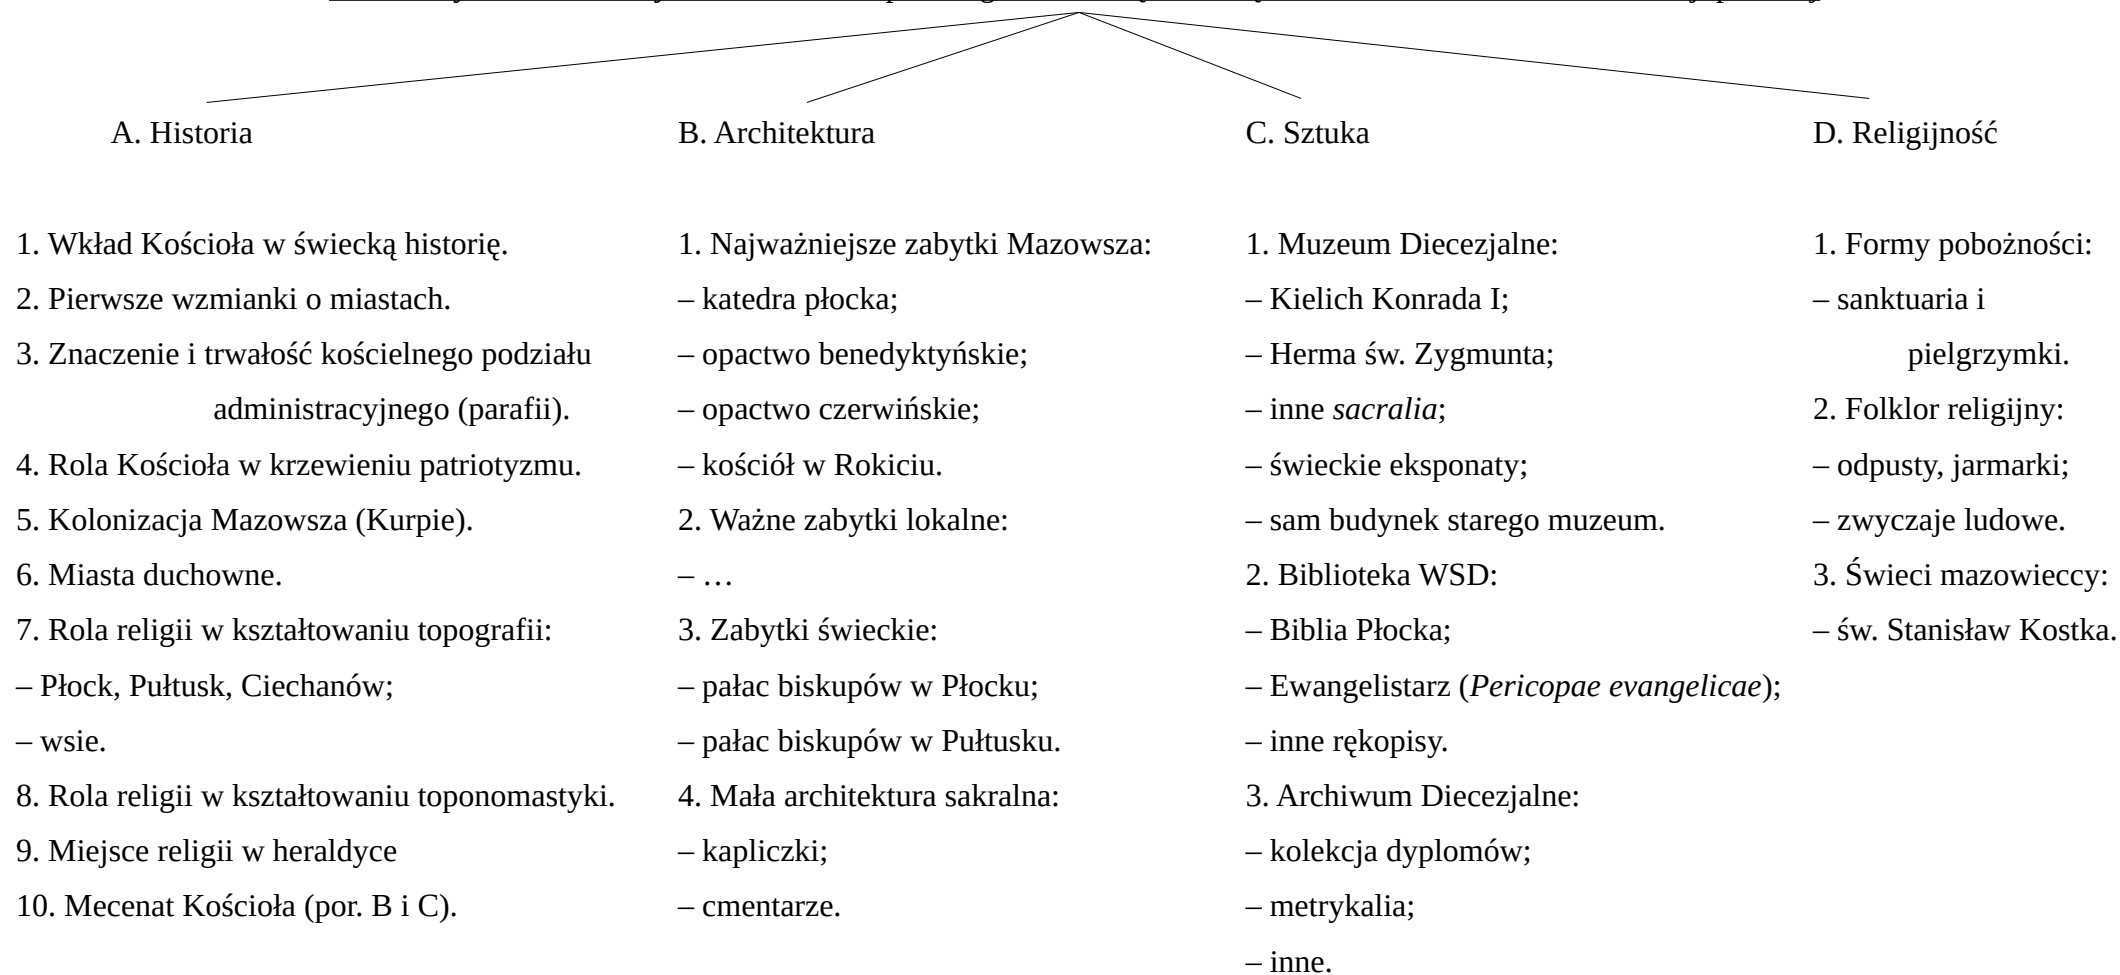 A. Historia
1. Wkład Kościoła w świecką historię.
2. Pierwsze wzmianki o miastach.
3. Znaczenie i trwałość kościelnego podziału
administracyjnego (parafii).
4. Rola Kościoła w krzewieniu patriotyzmu.
5. Kolonizacja Mazowsza (Kurpie).
6. Miasta duchowne.
7. Rola religii w kształtowaniu topografii:
– Płock, Pułtusk, Ciechanów;
– wsie.
8. Rola religii w kształtowaniu toponomastyki.
9. Miejsce religii w heraldyce
10. Mecenat Kościoła (por. B i C).
B. Architektura
1. Najważniejsze zabytki Mazowsza:
– katedra płocka;
– opactwo benedyktyńskie;
– opactwo czerwińskie;
– kościół w Rokiciu.
2. Ważne zabytki lokalne:
– …
3. Zabytki świeckie:
– pałac biskupów w Płocku;
– pałac biskupów w Pułtusku.
4. Mała architektura sakralna:
– kapliczki;
– cmentarze.
C. Sztuka
1. Muzeum Diecezjalne:
– Kielich Konrada I;
– Herma św. Zygmunta;
– inne sacralia;
– świeckie eksponaty;
– sam budynek starego muzeum.
2. Biblioteka WSD:
– Biblia Płocka;
– Ewangelistarz (Pericopae evangelicae);
– inne rękopisy.
3. Archiwum Diecezjalne:
– kolekcja dyplomów;
– metrykalia;
– inne.
D. Religijność
1. Formy pobożności:
– sanktuaria i
pielgrzymki.
2. Folklor religijny:
– odpusty, jarmarki;
– zwyczaje ludowe.
3. Święci mazowieccy:
– św. Stanisław Kostka.